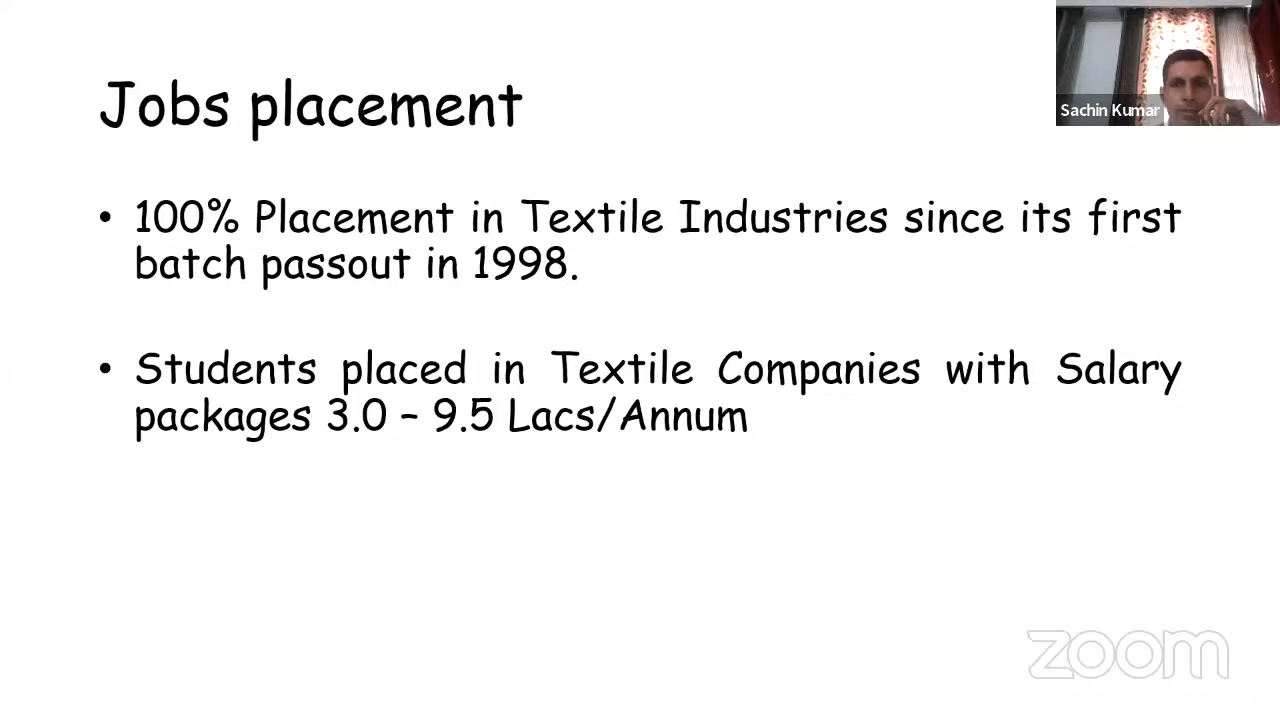 Jobs placement
Sachin Kumar
• 100% Placement in Textile Industries since its first
batch passout in 1998.
• Students placed in Textile Companies with Salary
packages 3.0 – 9.5 Lacs/Annum
zoom